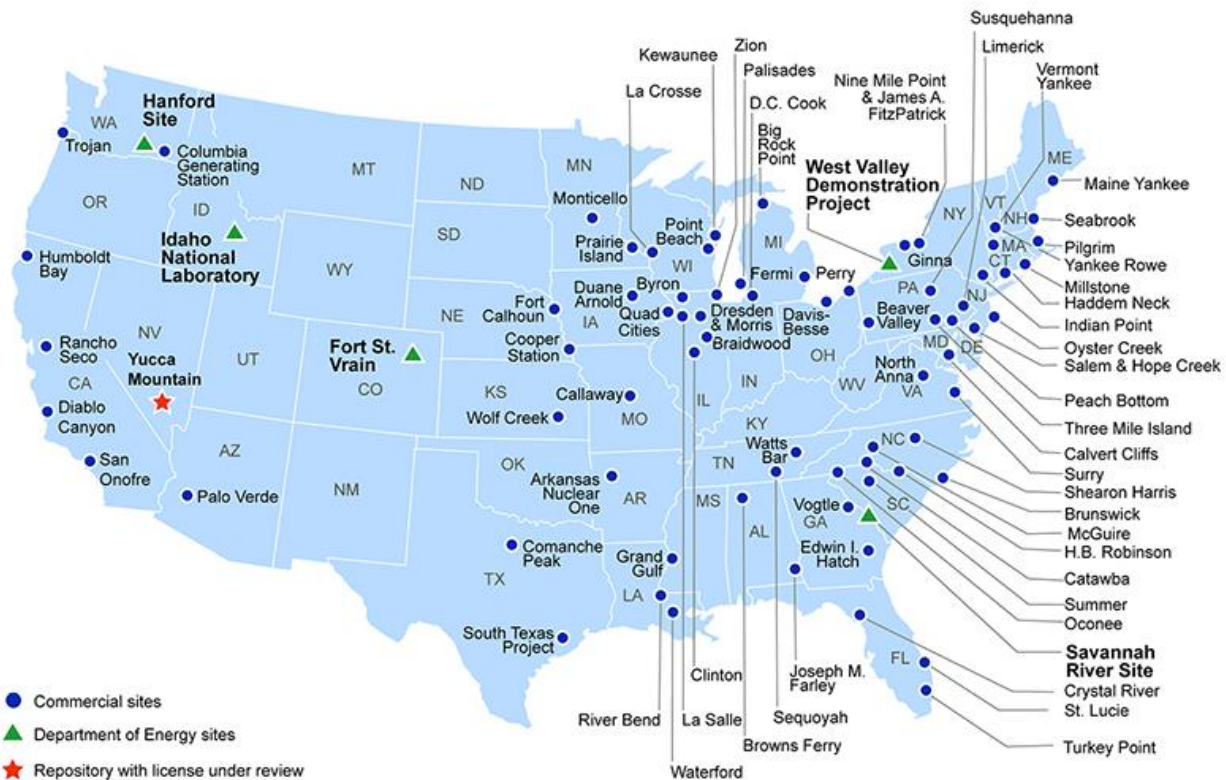 Susquehanna
Limerick
Vermont
Yankee
Zion
Kewaunee
Palisades
La Crosse
D.C. Cook
Big
Rock
Point
Nine Mile Point
& James A.
FitzPatrick
West Valley
Demonstration
Project
Hanford
Site
WA
Trojan
Columbia
Generating
Station
MT
ND
MN
ME
Maine Yankee
OR
ID
Monticello
VT
NY
NH
Seabrook
Idaho
National
Laboratory
SD
Prairie
Island
Point
Beach
WI
MI
Ginna
MA
Pilgrim
Yankee Rowe
CT
Millstone
Haddem Neck
Humboldt
Bay
WY
Fermi
Perry
PA
NJ
Duane
Arnold
Byron
Fort
Calhoun
NE
IA
Quad
Cities
Dresden
& Morris
Braidwood
Davis-
Besse
Beaver
Valley
Indian Point
Oyster Creek
Salem & Hope Creek
NV
Rancho
Seco
Cooper
Station
OH
MD
DE
UT
Fort St.
Vrain
CO
Yucca
Mountain
CA
IN
WV
North
Anna
VA
Peach Bottom
KS
Callaway
MO
IL
Three Mile Island
Diablo
Canyon
Wolf Creek
KY
Calvert Cliffs
AZ
Watts
Bar
NC
Surry
San
Onofre
OK
TN
Shearon Harris
NM
Arkansas
Nuclear
One
AR
MS
AL
Palo Verde
Vogtle
GA
SC
Brunswick
McGuire
H.B. Robinson
Comanche
Peak
Grand
Gulf
Edwin I.
Hatch
Catawba
TX
LA
Summer
Oconee
South Texas
Project
Savannah
River Site
FL
Clinton
Joseph M.
Farley
Crystal River
St. Lucie
River Bend
La Salle
Sequoyah
Browns Ferry
Turkey Point
Waterford
Commercial sites
Department of Energy sites
Repository with license under review